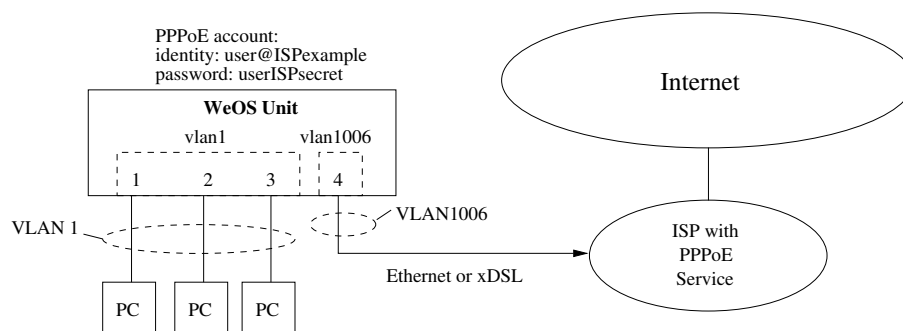 PPPoE account:
identity: user@ISPexample
password: userISPsecret
WeOS Unit
vlan1
vlan1006
1
2
3
4
VLAN 1
VLAN1006
Ethernet or xDSL
PC
PC
PC
Internet
ISP with
PPPoE
Service